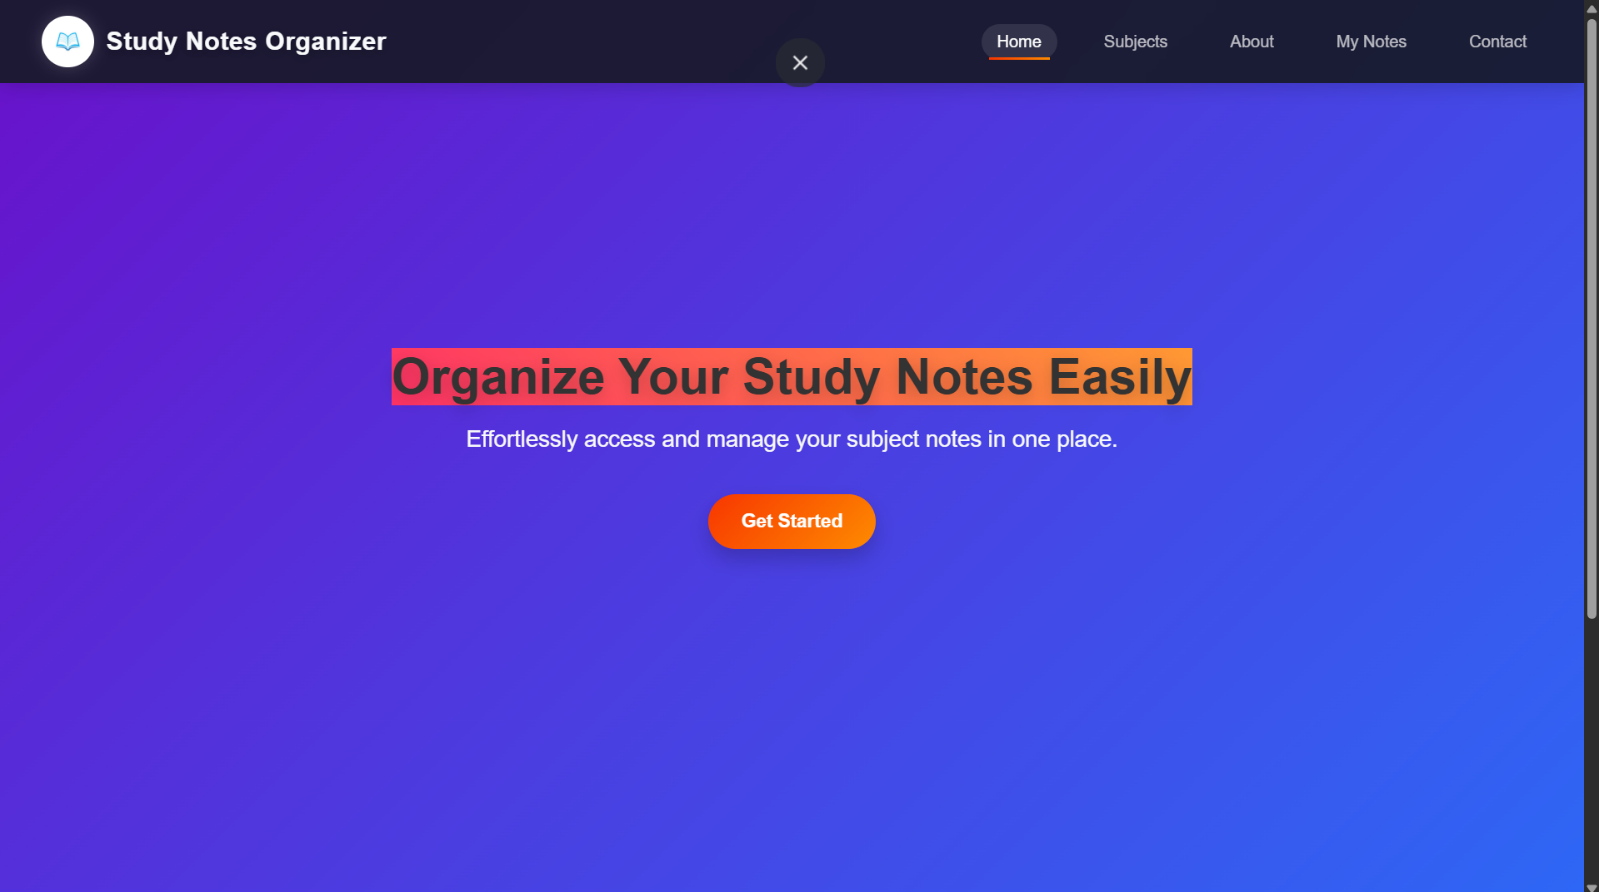 Study Notes Organizer
Home Subjects About My Notes Contact
Organize Your Study Notes Easily
Effortlessly access and manage your subject notes in one place.
Get Started